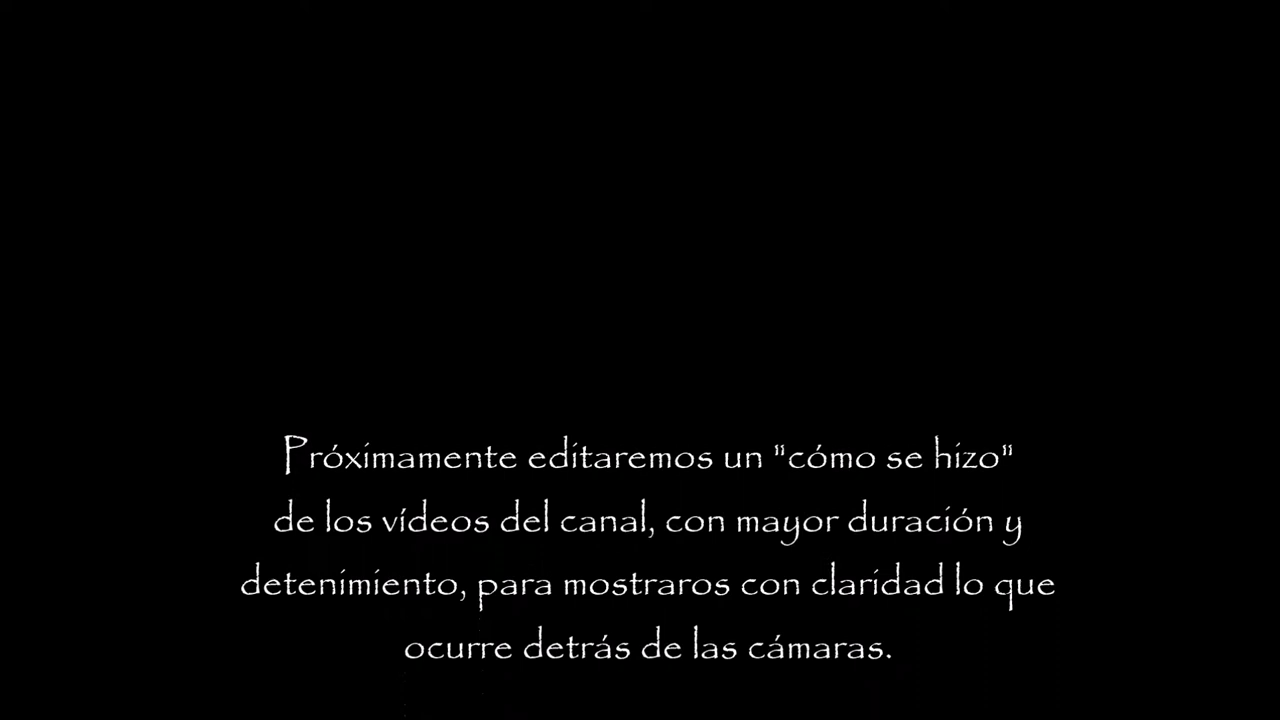 Próximamente editaremos un "cómo se hizo"
de los vídeos del canal, con mayor duración y
detenimiento, para mostraros con claridad lo que
ocurre detrás de las cámaras.